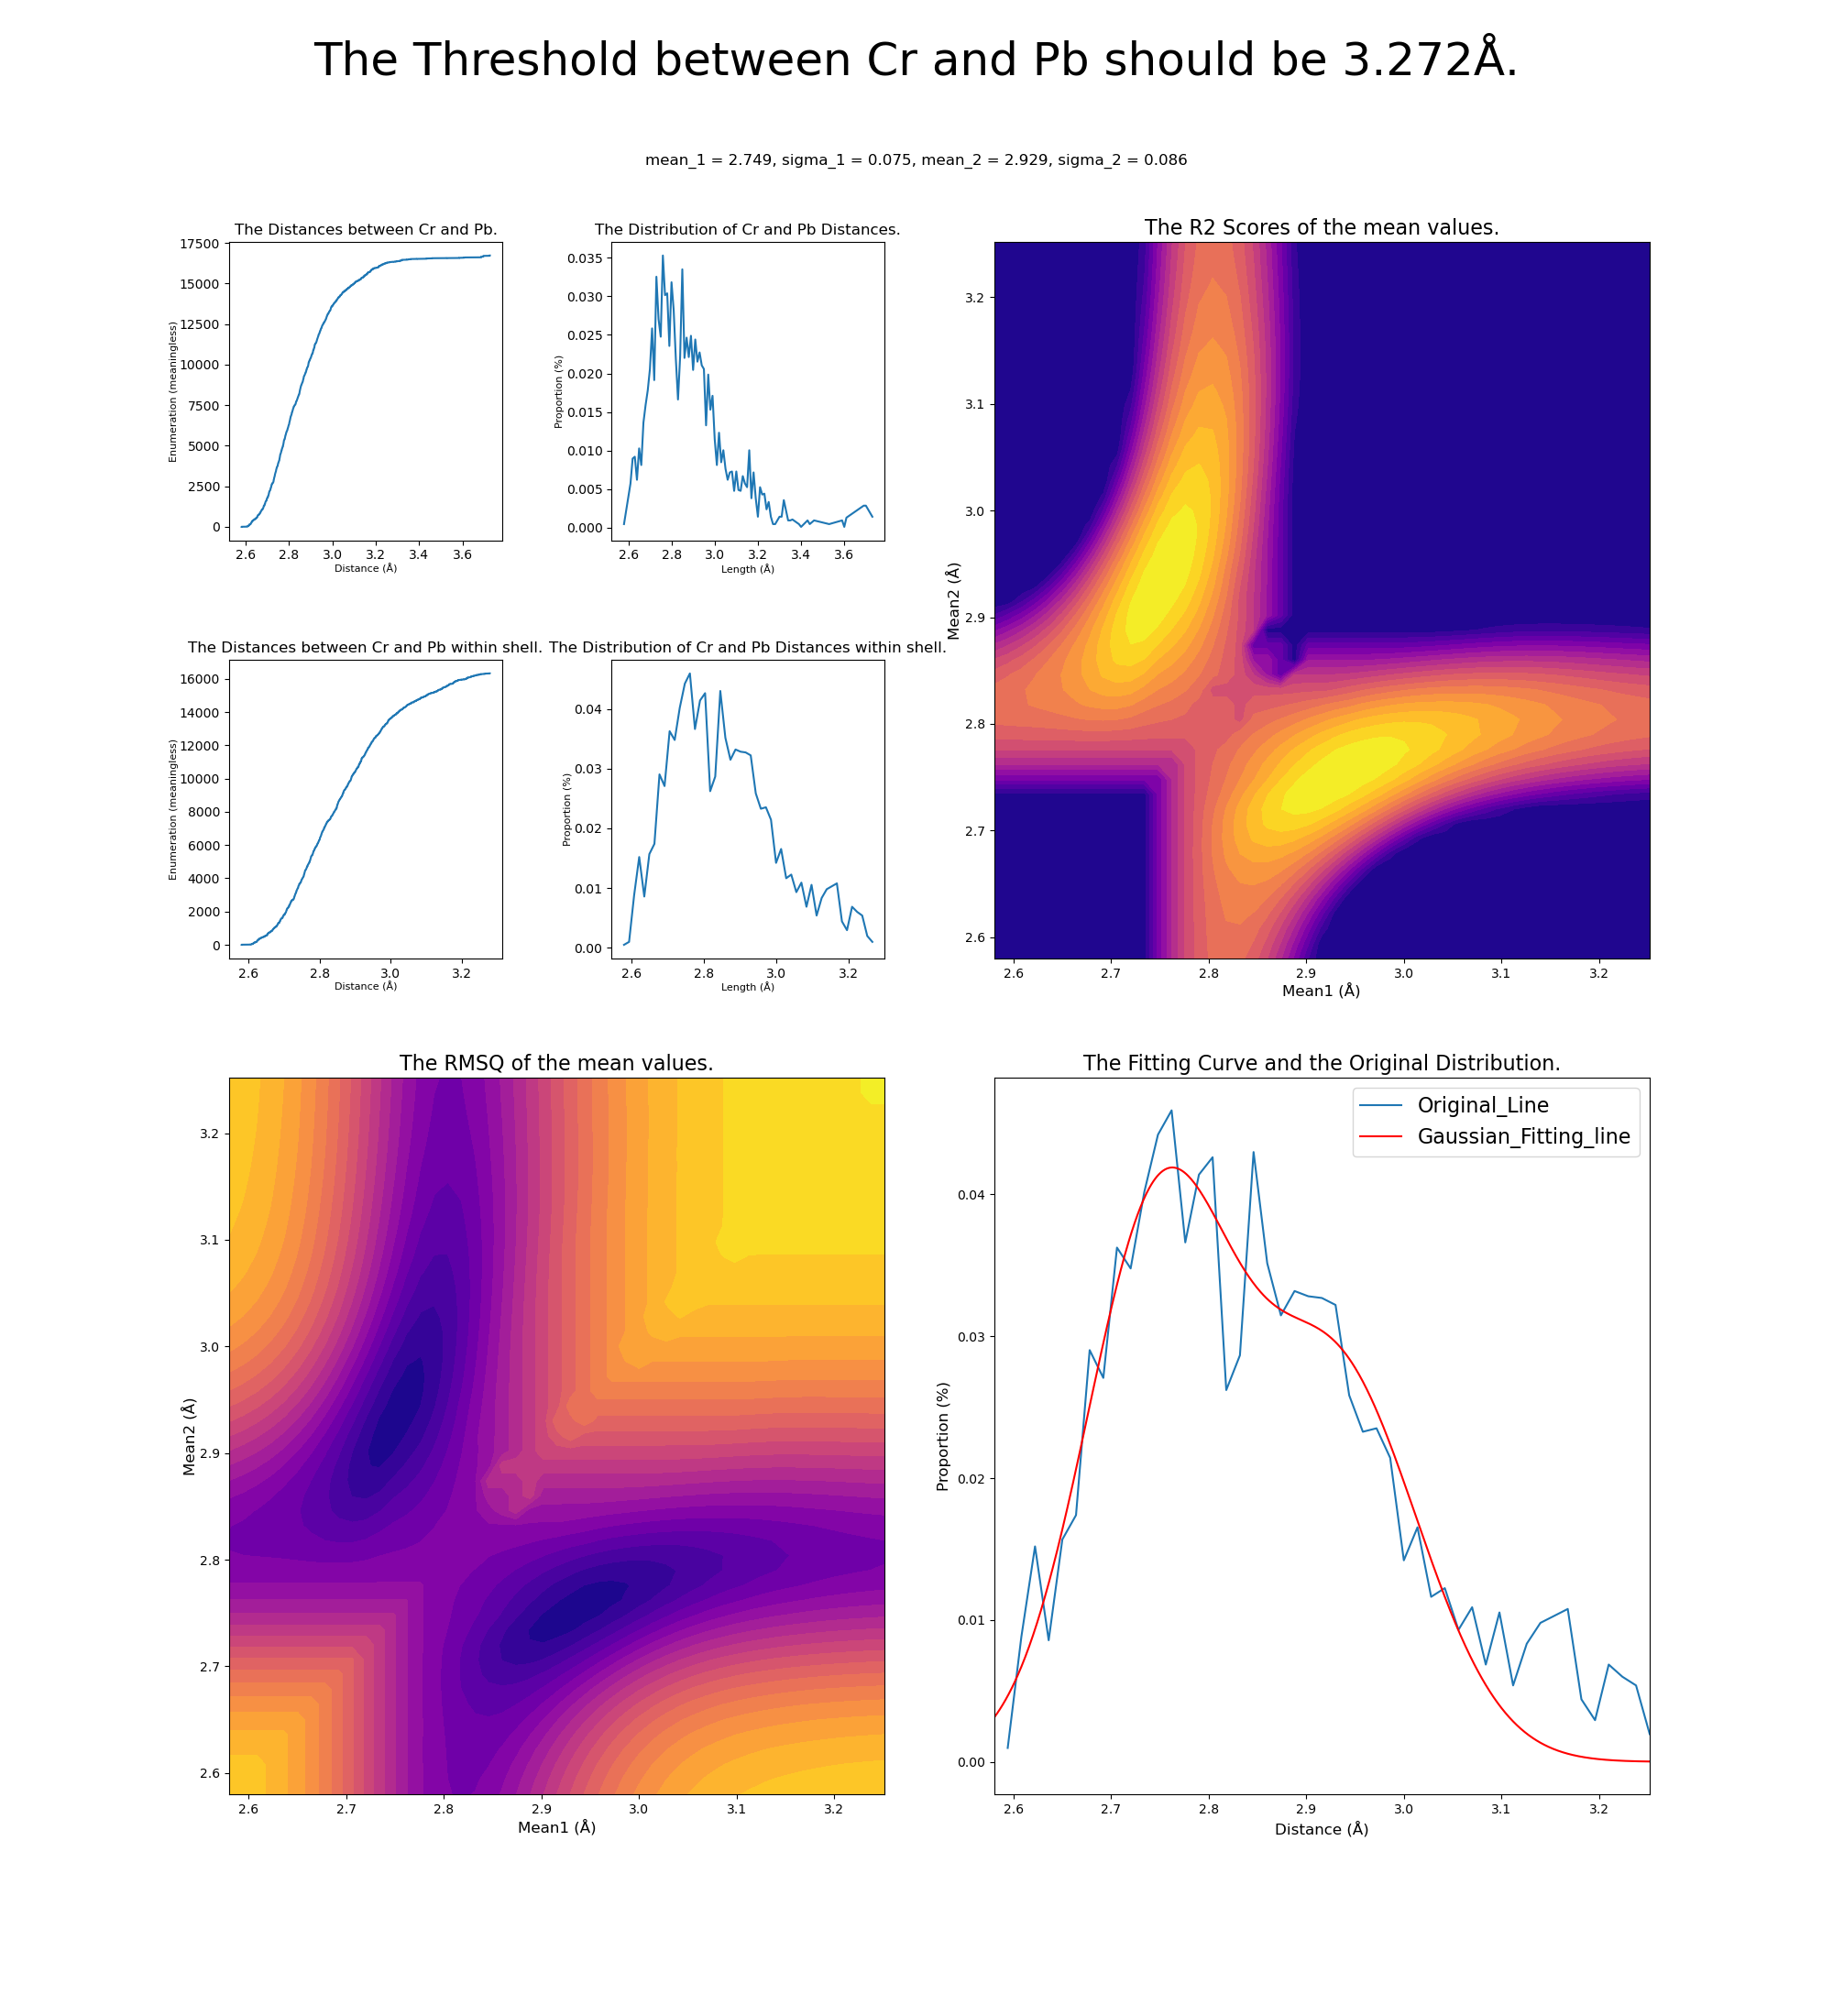 The Threshold between Cr and Pb should be 3.272Å.
mean_1 = 2.749, sigma_1 = 0.075, mean_2 = 2.929, sigma_2 = 0.086
The Distances between Cr and Pb.
17500
15000
12500
10000
7500
5000
2500
0
Enumeration (meaningless)
2.6 2.8 3.0 3.2 3.4 3.6
Distance (Å)
The Distribution of Cr and Pb Distances.
0.035
0.030
0.025
0.020
0.015
0.010
0.005
0.000
Proportion (%)
2.6 2.8 3.0 3.2 3.4 3.6
Length (Å)
The R2 Scores of the mean values.
3.2
3.1
3.0
2.9
2.8
2.7
2.6
Mean2 (Å)
2.6 2.7 2.8 2.9 3.0 3.1 3.2
Mean1 (Å)
The Distances between Cr and Pb within shell.
16000
14000
12000
10000
8000
6000
4000
2000
0
Enumeration (meaningless)
2.6 2.8 3.0 3.2
Distance (Å)
The Distribution of Cr and Pb Distances within shell.
0.04
0.03
0.02
0.01
0.00
Proportion (%)
2.6 2.8 3.0 3.2
Length (Å)
The RMSQ of the mean values.
3.2
3.1
3.0
2.9
2.8
2.7
2.6
Mean2 (Å)
2.6 2.7 2.8 2.9 3.0 3.1 3.2
Mean1 (Å)
The Fitting Curve and the Original Distribution.
Original_Line
Gaussian_Fitting_line
0.04
0.03
0.02
0.01
0.00
Proportion (%)
2.6 2.7 2.8 2.9 3.0 3.1 3.2
Distance (Å)